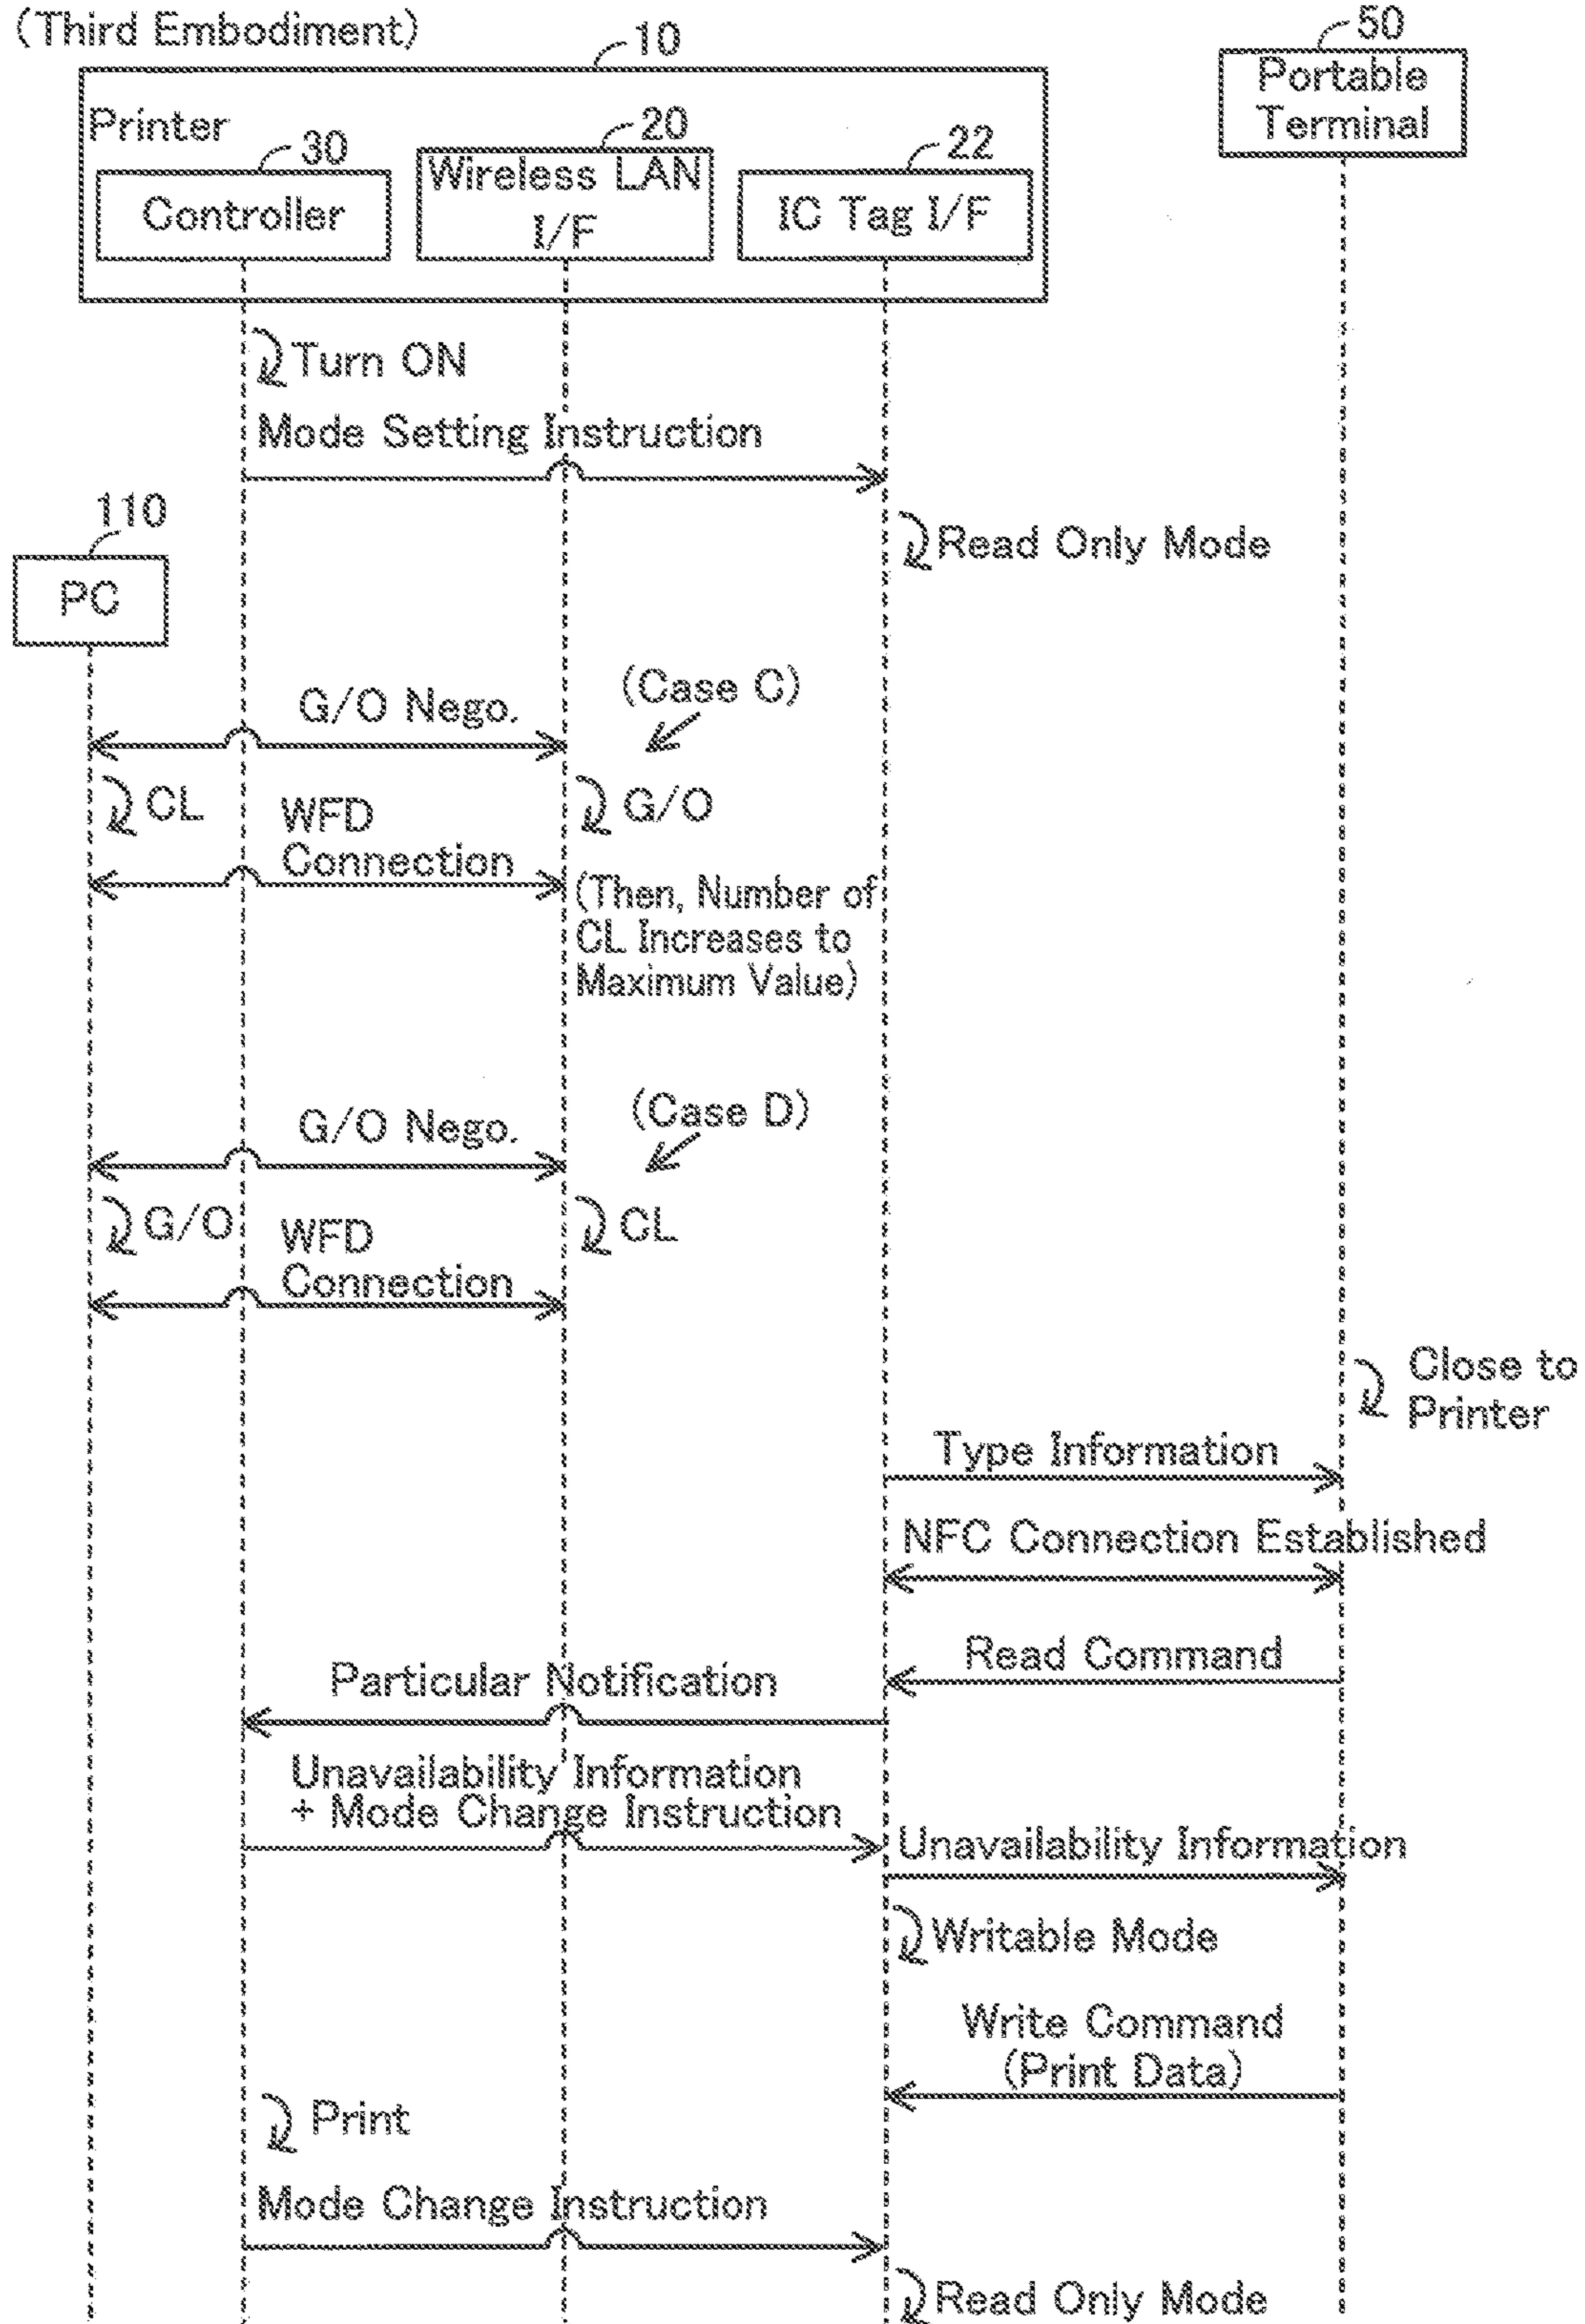 (Third Embodiment)
10
50
Portable
Terminal
Printer
30
20
22
Controller
Wireless LAN
I/F
IC Tag I/F
Turn ON
Mode Setting Instruction
110
PC
Read Only Mode
G/O Nego.
(Case C)
CL
WFD
Connection
G/O
(Then, Number of
CL Increases to
Maximum Value)
G/O Nego.
(Case D)
G/O
WFD
Connection
CL
Close to
Printer
Type Information
NFC Connection Established
Read Command
Particular Notification
Unavailability Information
+ Mode Change Instruction
Unavailability Information
Writable Mode
Write Command
(Print Data)
Print
Mode Change Instruction
Read Only Mode